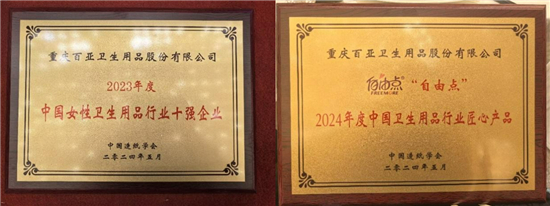 重庆百亚卫生用品股份有限公司
2023年度
中国女性卫生用品行业十强企业
中国造纸学会
二〇二四年五月
重庆百亚卫生用品股份有限公司
自由点 “自由点”
FREEMORE
2024年度中国卫生用品行业匠心产品
中国造纸学会
二〇二四年五月